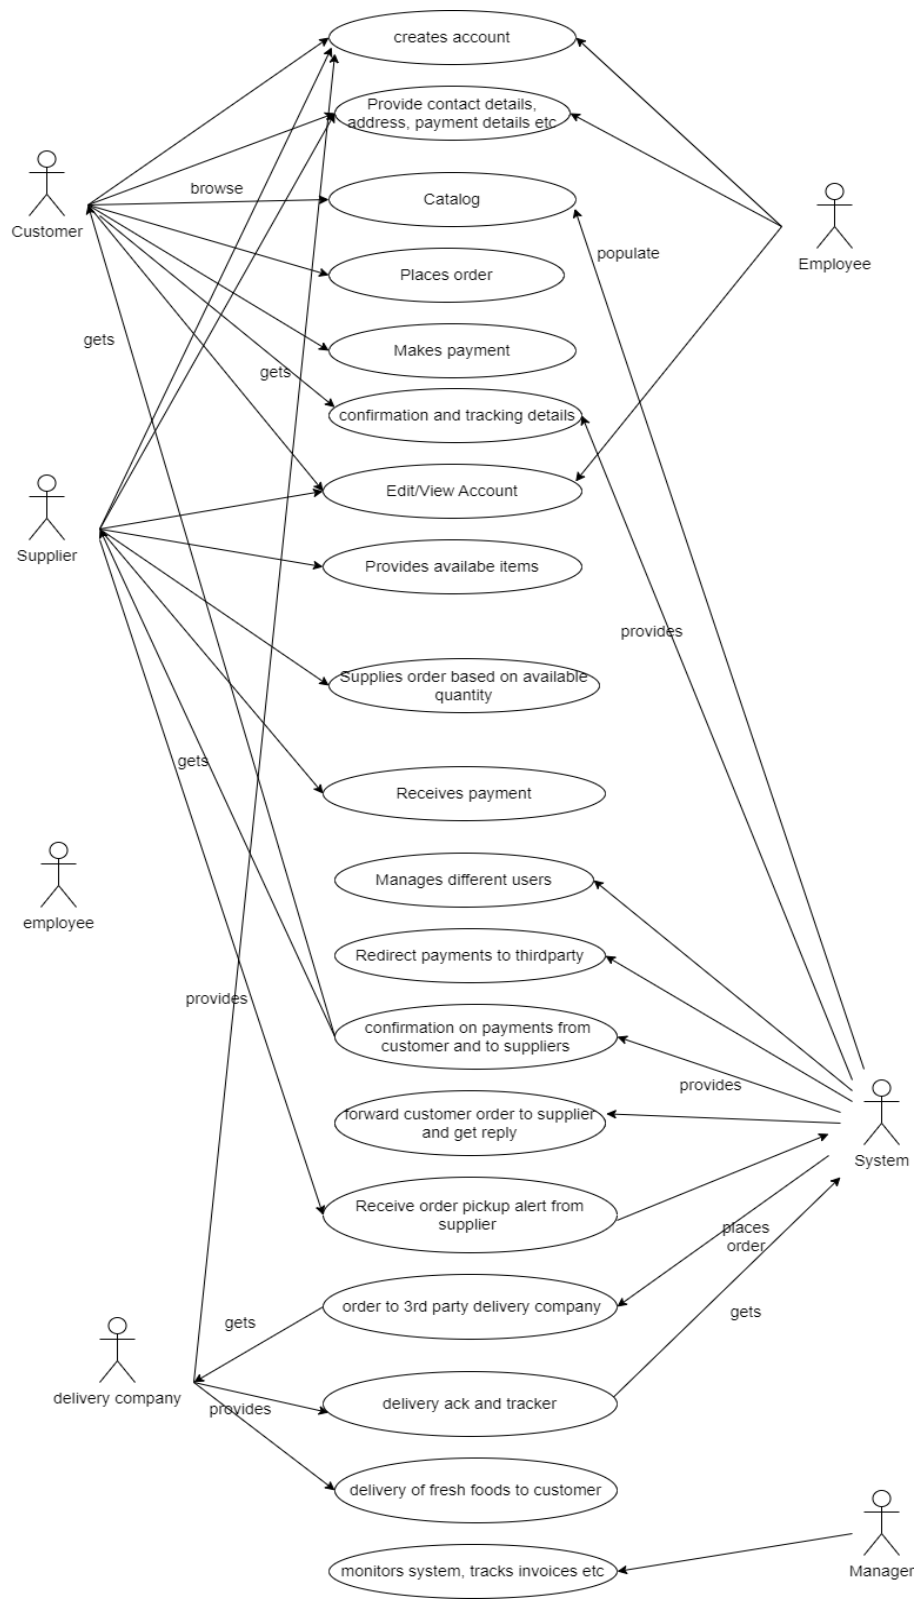 creates account
Provide contact details,
address, payment details etc
browse
Catalog
Customer
populate
Employee
Places order
gets
Makes payment
gets
confirmation and tracking details
Edit/View Account
Supplier
Provides availabe items
provides
Supplies order based on available
quantity
gets
Receives payment
Manages different users
employee
Redirect payments to thirdparty
provides
confirmation on payments from
customer and to suppliers
provides
forward customer order to supplier
and get reply
System
Receive order pickup alert from
supplier
places
order
order to 3rd party delivery company
gets
gets
delivery company
provides
delivery ack and tracker
delivery of fresh foods to customer
monitors system, tracks invoices etc
Manager